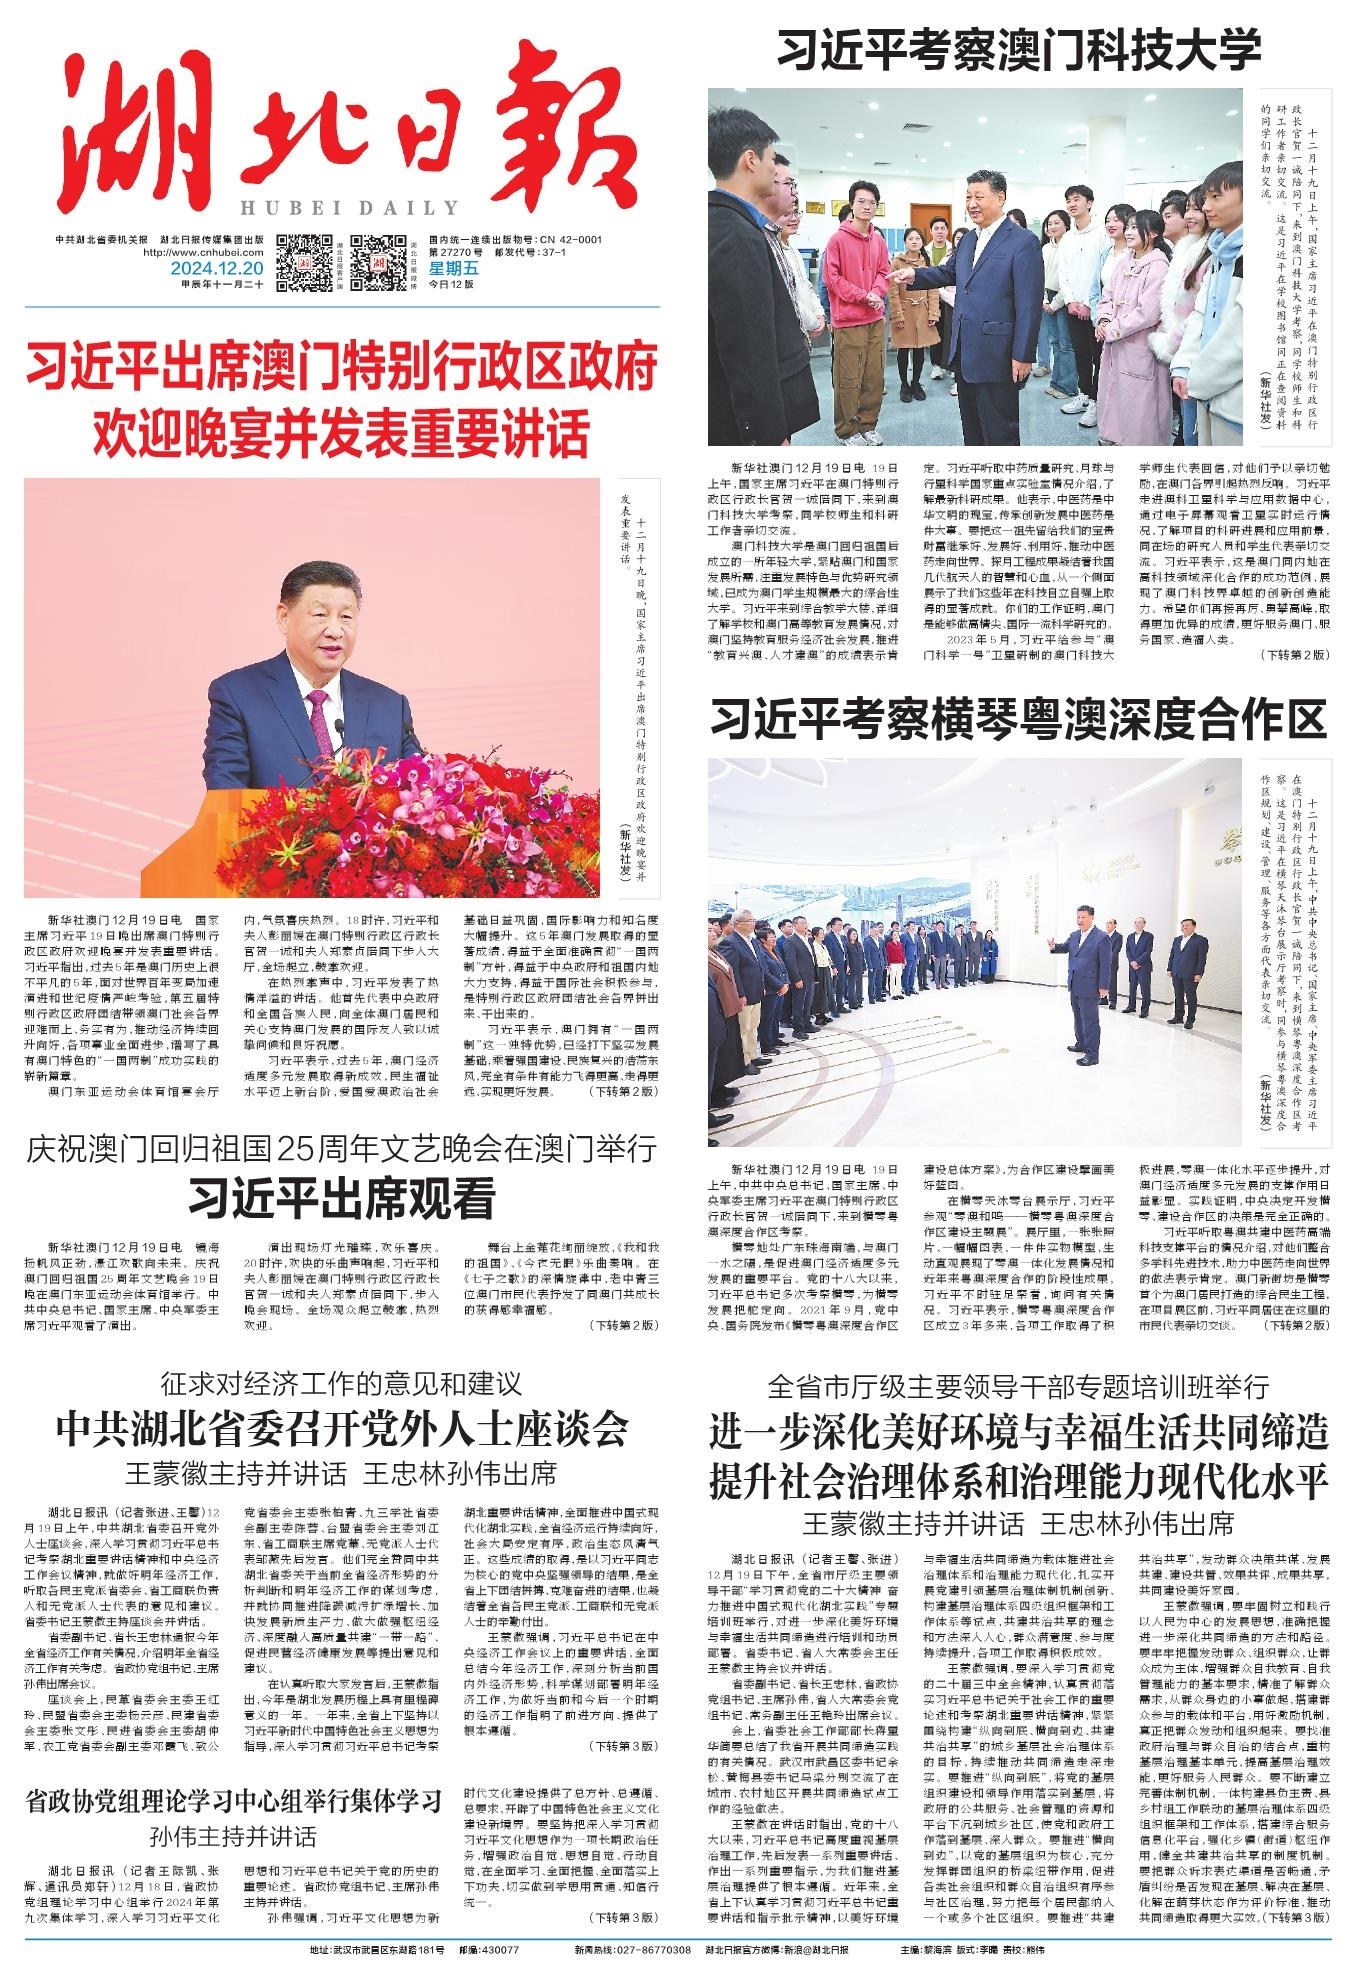 湖北日报
HUBEI DAILY
中共湖北省委机关报 湖北日报传媒集团出版
http://www.cnhubei.com
2024.12.20
甲辰年十一月二十
湖北日报客户端
湖北日报微博
国内统一连续出版物号:CN 42-0001
第27270号 邮发代号:37-1
星期五
今日12版
习近平出席澳门特别行政区政府
欢迎晚宴并发表重要讲话
十二月十九日晚,国家主席习近平出席澳门特别行政区政府欢迎晚宴并
发表重要讲话。
(新华社发)
新华社澳门12月19日电 国家
主席习近平19日晚出席澳门特别行
政区政府欢迎晚宴并发表重要讲话。
习近平指出,过去5年是澳门历史上很
不平凡的5年,面对世界百年变局加速
演进和世纪疫情严峻考验,第五届特
别行政区政府团结带领澳门社会各界
迎难而上、务实有为,推动经济持续回
升向好,各项事业全面进步,谱写了具
有澳门特色的“一国两制”成功实践的
崭新篇章。
澳门东亚运动会体育馆宴会厅
内,气氛喜庆热烈。18时许,习近平和
夫人彭丽媛在澳门特别行政区行政长
官贺一诚和夫人郑素贞陪同下步入大
厅,全场起立,鼓掌欢迎。
在热烈掌声中,习近平发表了热
情洋溢的讲话。他首先代表中央政府
和全国各族人民,向全体澳门居民和
关心支持澳门发展的国际友人致以诚
挚问候和良好祝愿。
习近平表示,过去5年,澳门经济
适度多元发展取得新成效,民生福祉
水平迈上新台阶,爱国爱澳政治社会
基础日益巩固,国际影响力和知名度
大幅提升。这5年澳门发展取得的显
著成绩,得益于全面准确贯彻“一国两
制”方针,得益于中央政府和祖国内地
大力支持,得益于国际社会积极参与,
是特别行政区政府团结社会各界拼出
来、干出来的。
习近平表示,澳门拥有“一国两
制”这一独特优势,已经打下坚实发展
基础,乘着强国建设、民族复兴的浩荡东
风,完全有条件有能力飞得更高、走得更
远、实现更好发展。 (下转第2版)
庆祝澳门回归祖国25周年文艺晚会在澳门举行
习近平出席观看
新华社澳门12月19日电 镜海
扬帆风正劲,濠江欢歌向未来。庆祝
澳门回归祖国25周年文艺晚会19日
晚在澳门东亚运动会体育馆举行。中
共中央总书记、国家主席、中央军委主
席习近平观看了演出。
演出现场灯光璀璨,欢乐喜庆。
20时许,欢快的乐曲声响起,习近平和
夫人彭丽媛在澳门特别行政区行政长
官贺一诚和夫人郑素贞陪同下,步入
晚会现场。全场观众起立鼓掌,热烈
欢迎。
舞台上金莲花绚丽绽放,《我和我
的祖国》、《今夜无眠》乐曲奏响。在
《七子之歌》的深情旋律中,老中青三
位澳门市民代表抒发了同澳门共成长
的获得感幸福感。
(下转第2版)
征求对经济工作的意见和建议
中共湖北省委召开党外人士座谈会
王蒙徽主持并讲话 王忠林孙伟出席
湖北日报讯(记者张进、王馨)12
月19日上午,中共湖北省委召开党外
人士座谈会,深入学习贯彻习近平总书
记考察湖北重要讲话精神和中央经济
工作会议精神,就做好明年经济工作,
听取各民主党派省委会、省工商联负责
人和无党派人士代表的意见和建议。
省委书记王蒙徽主持座谈会并讲话。
省委副书记、省长王忠林通报今年
全省经济工作有关情况,介绍明年全省经
济工作有关考虑。省政协党组书记、主席
孙伟出席会议。
座谈会上,民革省委会主委王红
玲、民盟省委会主委杨云彦、民建省委
会主委张文彤、民进省委会主委胡仲
军、农工党省委会副主委邓霞飞、致公
党省委会主委张柏青、九三学社省委
会副主委陈蓉、台盟省委会主委刘江
东、省工商联主席党蓁、无党派人士代
表邹薇先后发言。他们完全赞同中共
湖北省委关于当前全省经济形势的分
析判断和明年经济工作的谋划考虑,
并就协同推进降碳减污扩绿增长、加
快发展新质生产力、做大做强枢纽经
济、深度融入高质量共建“一带一路”、
促进民营经济健康发展等提出意见和
建议。
在认真听取大家发言后,王蒙徽指
出,今年是湖北发展历程上具有里程碑
意义的一年。一年来,全省上下坚持以
习近平新时代中国特色社会主义思想为
指导,深入学习贯彻习近平总书记考察
湖北重要讲话精神,全面推进中国式现
代化湖北实践,全省经济运行持续向好,
社会大局安定有序,政治生态风清气
正。这些成绩的取得,是以习近平同志
为核心的党中央坚强领导的结果,是全
省上下团结拼搏、克难奋进的结果,也凝
结着全省各民主党派、工商联和无党派
人士的辛勤付出。
王蒙徽强调,习近平总书记在中
央经济工作会议上的重要讲话,全面
总结今年经济工作,深刻分析当前国
内外经济形势,科学谋划部署明年经
济工作,为做好当前和今后一个时期
的经济工作指明了前进方向、提供了
根本遵循。
(下转第3版)
省政协党组理论学习中心组举行集体学习
孙伟主持并讲话
湖北日报讯(记者王际凯、张
辉、通讯员郑轩)12月18日,省政协
党组理论学习中心组举行2024年第
九次集体学习,深入学习习近平文化
思想和习近平总书记关于党的历史的
重要论述。省政协党组书记、主席孙伟
主持并讲话。
孙伟强调,习近平文化思想为新
时代文化建设提供了总方针、总遵循、
总要求,开辟了中国特色社会主义文化
建设新境界。要坚持把深入学习贯彻
习近平文化思想作为一项长期政治任
务,增强政治自觉、思想自觉、行动自
觉,在全面学习、全面把握、全面落实上
下功夫,切实做到学思用贯通、知信行
统一。
(下转第3版)
习近平考察澳门科技大学
十二月十九日上午,国家主席习近平在澳门特别行政区行
政长官贺一诚陪同下,来到澳门科技大学考察,同学校师生和科
研工作者亲切交流。这是习近平在学校图书馆同正在查阅资料
的同学们亲切交流。
(新华社发)
新华社澳门12月19日电 19日
上午,国家主席习近平在澳门特别行
政区行政长官贺一诚陪同下,来到澳
门科技大学考察,同学校师生和科研
工作者亲切交流。
澳门科技大学是澳门回归祖国后
成立的一所年轻大学,紧贴澳门和国家
发展所需,注重发展特色与优势研究领
域,已成为澳门学生规模最大的综合性
大学。习近平来到综合教学大楼,详细
了解学校和澳门高等教育发展情况,对
澳门坚持教育服务经济社会发展,推进
“教育兴澳、人才建澳”的成绩表示肯
定。习近平听取中药质量研究、月球与
行星科学国家重点实验室情况介绍,了
解最新科研成果。他表示,中医药是中
华文明的瑰宝,传承创新发展中医药是
件大事。要把这一祖先留给我们的宝贵
财富继承好、发展好、利用好,推动中医
药走向世界。探月工程成果凝结着我国
几代航天人的智慧和心血,从一个侧面
展示了我们这些年在科技自立自强上取
得的显著成就。你们的工作证明,澳门
是能够做高精尖、国际一流科学研究的。
2023年5月,习近平给参与“澳
门科学一号”卫星研制的澳门科技大
学师生代表回信,对他们予以亲切勉
励,在澳门各界引起热烈反响。习近平
走进澳科卫星科学与应用数据中心,
通过电子屏幕观看卫星实时运行情
况,了解项目的科研进展和应用前景,
同在场的研究人员和学生代表亲切交
流。习近平表示,这是澳门同内地在
高科技领域深化合作的成功范例,展
现了澳门科技界卓越的创新创造能
力。希望你们再接再厉、勇攀高峰,取
得更加优异的成绩,更好服务澳门、服
务国家、造福人类。
(下转第2版)
习近平考察横琴粤澳深度合作区
十二月十九日上午,中共中央总书记、国家主席、中央军委主席习近平
在澳门特别行政区行政长官贺一诚陪同下,来到横琴粤澳深度合作区考
察。这是习近平在横琴天沐琴台展示厅考察时,同参与横琴粤澳深度合
作区规划、建设、管理、服务等各方面代表亲切交流。
(新华社发)
新华社澳门12月19日电 19日
上午,中共中央总书记、国家主席、中
央军委主席习近平在澳门特别行政区
行政长官贺一诚陪同下,来到横琴粤
澳深度合作区考察。
横琴地处广东珠海南端,与澳门
一水之隔,是促进澳门经济适度多元
发展的重要平台。党的十八大以来,
习近平总书记多次考察横琴,为横琴
发展把舵定向。2021年9月,党中
央、国务院发布《横琴粤澳深度合作区
建设总体方案》,为合作区建设擘画美
好蓝图。
在横琴天沐琴台展示厅,习近平
参观“琴澳和鸣——横琴粤澳深度合
作区建设主题展”。展厅里,一张张照
片、一幅幅图表、一件件实物模型,生
动直观展现了琴澳一体化发展情况和
近年来粤澳深度合作的阶段性成果,
习近平不时驻足察看,询问有关情
况。习近平表示,横琴粤澳深度合作
区成立3年多来,各项工作取得了积
极进展,琴澳一体化水平逐步提升,对
澳门经济适度多元发展的支撑作用日
益彰显。实践证明,中央决定开发横
琴、建设合作区的决策是完全正确的。
习近平听取粤澳共建中医药高端
科技支撑平台的情况介绍,对他们整合
多学科先进技术,助力中医药走向世界
的做法表示肯定。澳门新街坊是横琴
首个为澳门居民打造的综合民生工程,
在项目展区前,习近平同居住在这里的
市民代表亲切交谈。 (下转第2版)
全省市厅级主要领导干部专题培训班举行
进一步深化美好环境与幸福生活共同缔造
提升社会治理体系和治理能力现代化水平
王蒙徽主持并讲话 王忠林孙伟出席
湖北日报讯(记者王馨、张进)
12月19日下午,全省市厅级主要领
导干部“学习贯彻党的二十大精神 奋
力推进中国式现代化湖北实践”专题
培训班举行,对进一步深化美好环境
与幸福生活共同缔造进行培训和动员
部署。省委书记、省人大常委会主任
王蒙徽主持会议并讲话。
省委副书记、省长王忠林,省政协
党组书记、主席孙伟,省人大常委会党
组书记、常务副主任王艳玲出席会议。
会上,省委社会工作部部长蒋星
华简要总结了我省开展共同缔造实践
的有关情况。武汉市武昌区委书记余
松、黄梅县委书记马梁分别交流了在
城市、农村地区开展共同缔造试点工
作的经验做法。
王蒙徽在讲话时指出,党的十八
大以来,习近平总书记高度重视基层
治理工作,先后发表一系列重要讲话、
作出一系列重要指示,为我们推进基
层治理提供了根本遵循。近年来,全
省上下认真学习贯彻习近平总书记重
要讲话和指示批示精神,以美好环境
与幸福生活共同缔造为载体推进社会
治理体系和治理能力现代化,扎实开
展党建引领基层治理体制机制创新、
构建基层治理体系四级组织框架和工
作体系等试点,共建共治共享的理念
和方法深入人心,群众满意度、参与度
持续提升,各项工作取得积极成效。
王蒙徽强调,要深入学习贯彻党
的二十届三中全会精神,认真贯彻落
实习近平总书记关于社会工作的重要
论述和考察湖北重要讲话精神,紧紧
围绕构建“纵向到底、横向到边、共建
共治共享”的城乡基层社会治理体系
的目标,持续推动共同缔造走深走
实。要推进“纵向到底”,将党的基层
组织建设和领导作用落实到基层,将
政府的公共服务、社会管理的资源和
平台下沉到城乡社区,使党和政府工
作落到基层、深入群众。要推进“横向
到边”,以党的基层组织为核心,充分
发挥群团组织的桥梁纽带作用,促进
各类社会组织和群众自治组织有序参
与社区治理,努力把每个居民都纳入
一个或多个社区组织。要推进“共建
共治共享”,发动群众决策共谋、发展
共建、建设共管、效果共评、成果共享,
共同建设美好家园。
王蒙徽强调,要牢固树立和践行
以人民为中心的发展思想,准确把握
进一步深化共同缔造的方法和路径。
要牢牢把握发动群众、组织群众,让群
众成为主体,增强群众自我教育、自我
管理能力的基本要求,精准了解群众
需求,从群众身边的小事做起,搭建群
众参与的载体和平台,用好激励机制,
真正把群众发动和组织起来。要找准
政府治理与群众自治的结合点,重构
基层治理基本单元,提高基层治理效
能,更好服务人民群众。要不断建立
完善体制机制,一体构建县负主责、县
乡村组工作联动的基层治理体系四级
组织框架和工作体系,搭建综合服务
信息化平台,强化乡镇(街道)枢纽作
用,健全共建共治共享的制度机制。
要把群众诉求表达渠道是否畅通,矛
盾纠纷是否发现在基层、解决在基层、
化解在萌芽状态作为评价标准,推动
共同缔造取得更大实效。(下转第3版)
地址:武汉市武昌区东湖路181号 邮编:430077 新闻热线:027-86770308 湖北日报官方微博:新浪@湖北日报 主编:黎海滨 版式:李曦 责校:熊伟